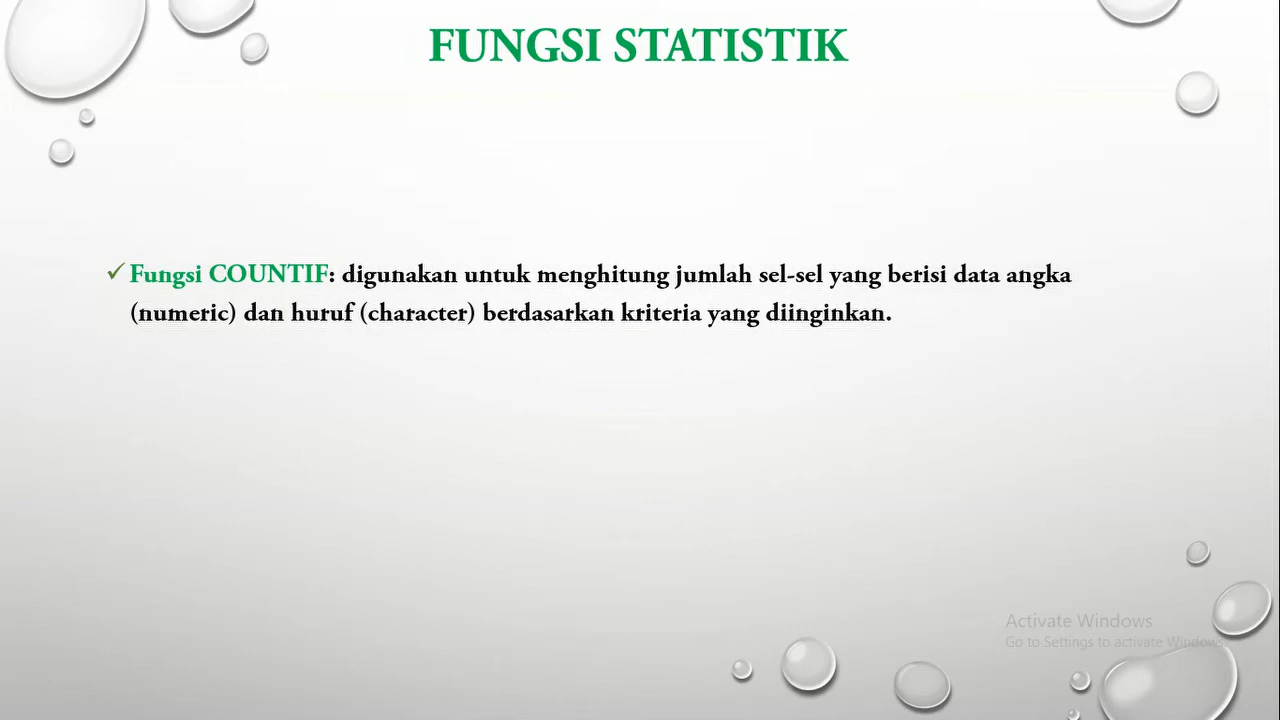 FUNGSI STATISTIK
✓Fungsi COUNTIF: digunakan untuk menghitung jumlah sel-sel yang berisi data angka
(numeric) dan huruf (character) berdasarkan kriteria yang diinginkan.
Activate Windows
Go to Settings to activate Windows.